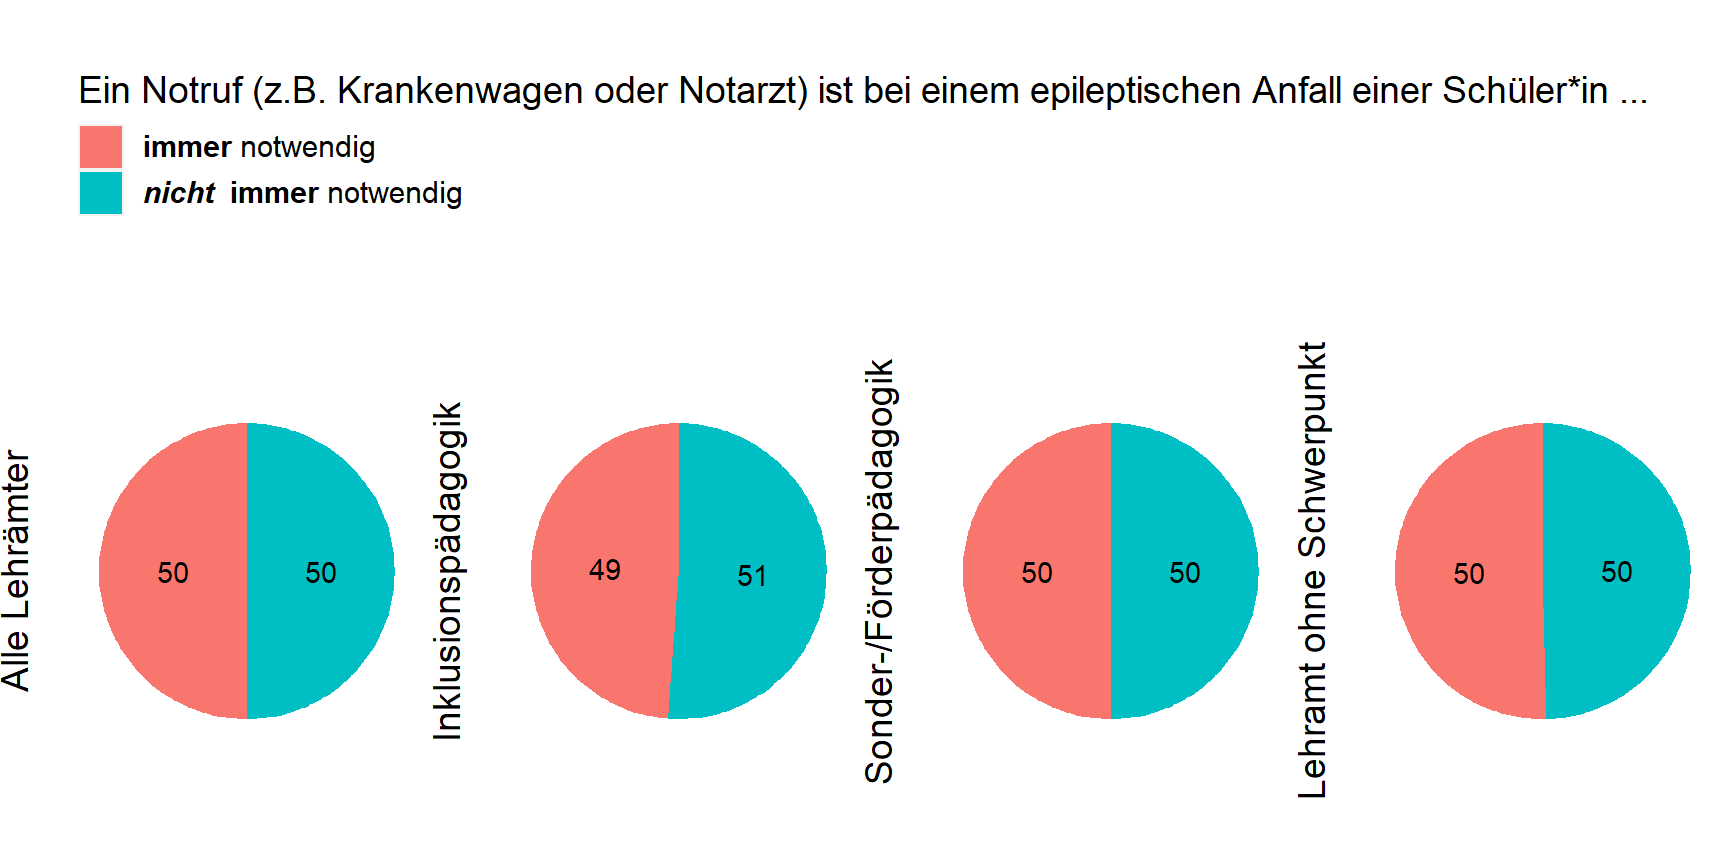 Ein Notruf (z.B. Krankenwagen oder Notarzt) ist bei einem epileptischen Anfall einer Schüler*in ...
immer notwendig
nicht immer notwendig
Alle Lehrämter
50
50
Inklusionspädagogik
49
51
Sonder-/Förderpädagogik
50
50
Lehramt ohne Schwerpunkt
50
50